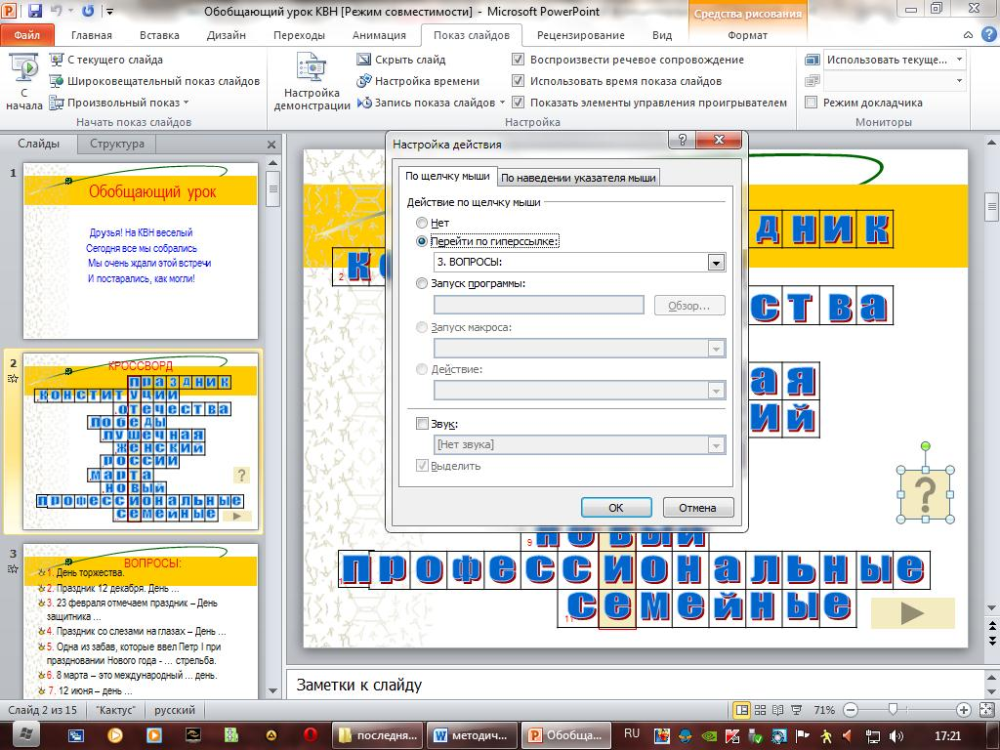 Обобщающий урок КВН [Режим совместимости] - Microsoft PowerPoint
Средства рисования
Файл Главная Вставка Дизайн Переходы Анимация Показ слайдов Рецензирование Вид Формат
С начала
С текущего слайда
Широковещательный показ слайдов
Произвольный показ
Начать показ слайдов
Настройка демонстрации
Скрыть слайд
Настройка времени
Запись показа слайдов
Воспроизвести речевое сопровождение
Использовать время показа слайдов
Показать элементы управления проигрывателем
Настройка
Использовать текуще...
Режим докладчика
Мониторы
Слайды Структура
1
Обобщающий урок
Друзья! На КВН веселый
Сегодня все мы собрались
Мы очень ждали этой встречи
И постарались, как могли!
2
КРОССВОРД
праздник
конституции
отечества
победы
пушечная
женский
россии
марта
новый
профессиональные
семейные
?
3
ВОПРОСЫ:
1. День торжества.
2. Праздник 12 декабря. День ...
3. 23 февраля отмечаем праздник – День
защитника ...
4. Праздник со слезами на глазах – День ...
5. Одна из забав, которые ввел Петр I при
праздновании Нового года - ... стрельба.
6. 8 марта – это международный ... день.
7. 12 июня – день ...
Настройка действия
По щелчку мыши По наведении указателя мыши
Действие по щелчку мыши
Нет
Перейти по гиперссылке:
3. ВОПРОСЫ:
Запуск программы:
Обзор...
Запуск макроса:
Действие:
Звук:
[Нет звука]
Выделить
ОК Отмена
дник
2 к
ства
ая
ий
?
9 новый
профессиональные
11 семейные
Заметки к слайду
Слайд 2 из 15 "Кактус" русский 71%
последня... методич... Обобща... RU 17:21